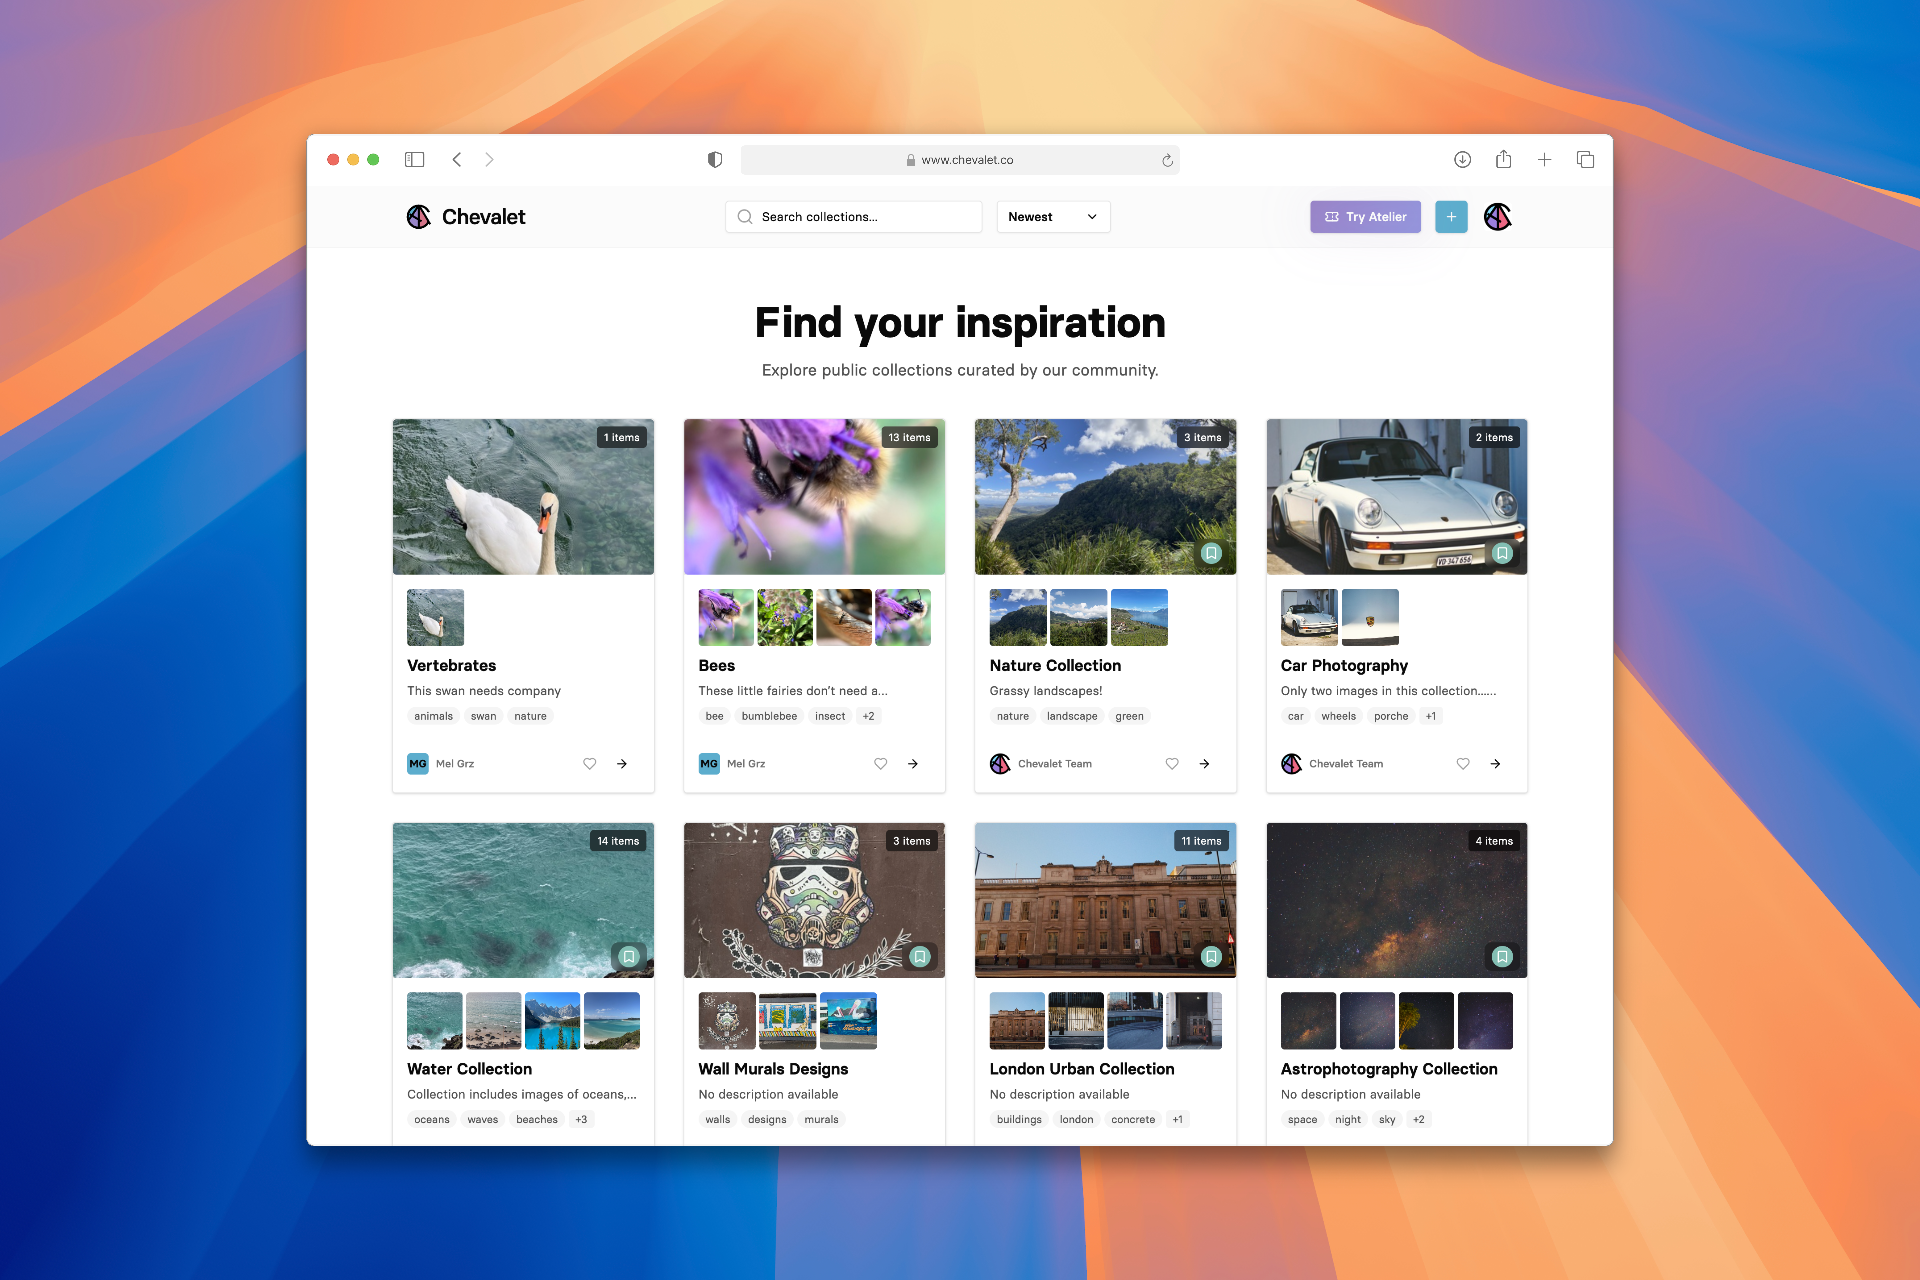 www.chevalet.co
Chevalet
Search collections...
Newest
Try Atelier
Find your inspiration
Explore public collections curated by our community.
1 items
13 items
3 items
2 items
VD·347658
Vertebrates
This swan needs company
animals swan nature
MG Mel Grz
Bees
These little fairies don't need a...
bee bumblebee insect +2
MG Mel Grz
Nature Collection
Grassy landscapes!
nature landscape green
Chevalet Team
Car Photography
Only two images in this collection......
car wheels porche +1
Chevalet Team
14 items
3 items
11 items
4 items
Water Collection
Collection includes images of oceans,...
oceans waves beaches +3
Wall Murals Designs
No description available
walls designs murals
London Urban Collection
No description available
buildings london concrete +1
Astrophotography Collection
No description available
space night sky +2